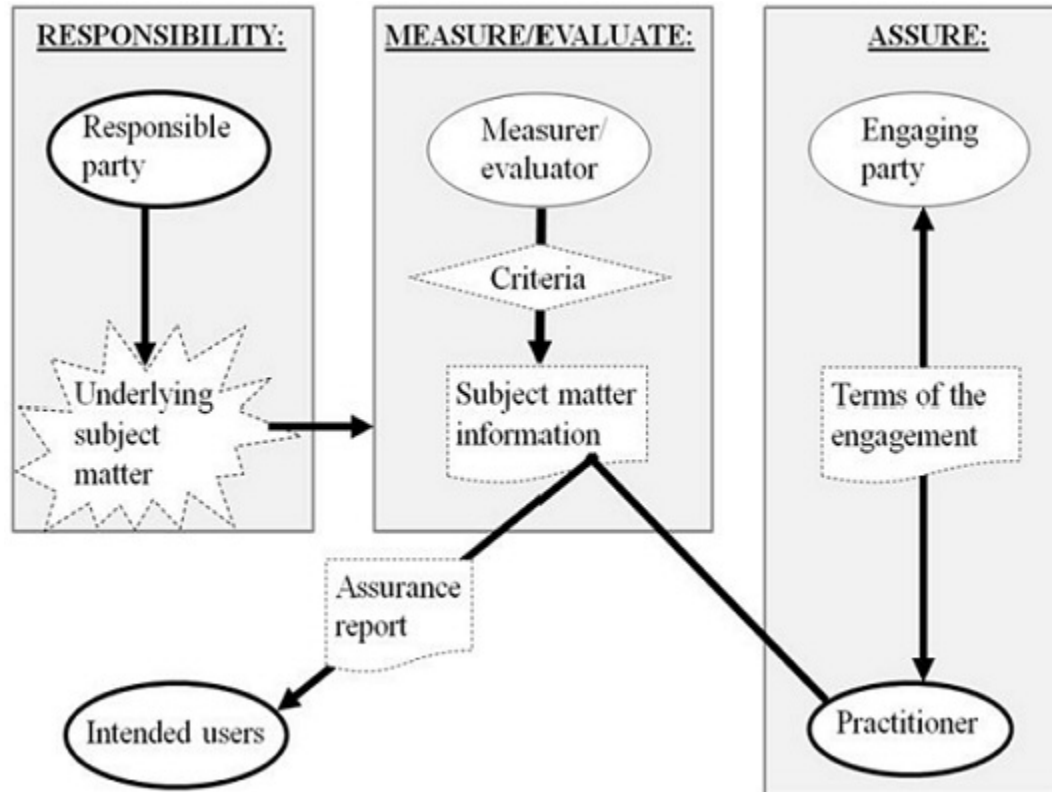 RESPONSIBILITY:
MEASURE/EVALUATE:
ASSURE:
Responsible
party
Measurer/
evaluator
Engaging
party
Criteria
Underlying
subject
matter
Subject matter
information
Terms of the
engagement
Assurance
report
Intended users
Practitioner